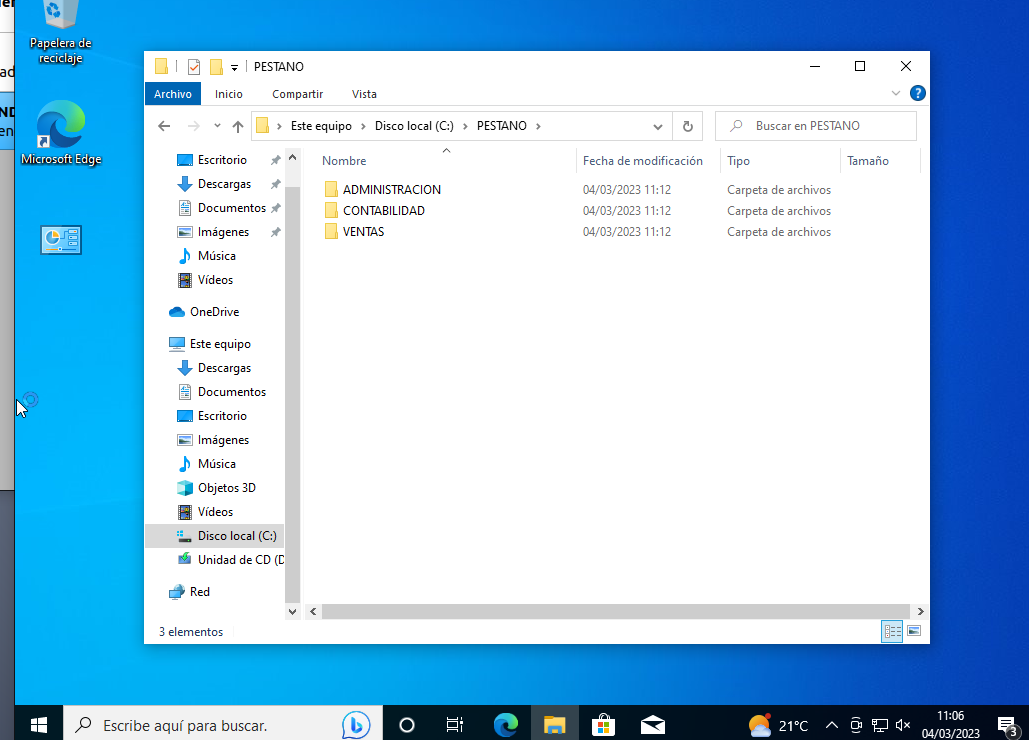 Papelera de
reciclaje
Microsoft Edge
PESTANO
Archivo Inicio Compartir Vista
Este equipo Disco local (C:) PESTANO
Buscar en PESTANO
Escritorio
Descargas
Documentos
Imágenes
Música
Vídeos
OneDrive
Este equipo
Descargas
Documentos
Escritorio
Imágenes
Música
Objetos 3D
Vídeos
Disco local (C:)
Unidad de CD (D
Red
Nombre Fecha de modificación Tipo Tamaño
ADMINISTRACION 04/03/2023 11:12 Carpeta de archivos
CONTABILIDAD 04/03/2023 11:12 Carpeta de archivos
VENTAS 04/03/2023 11:12 Carpeta de archivos
3 elementos
Escribe aquí para buscar.
21°C
11:06
04/03/2023
3